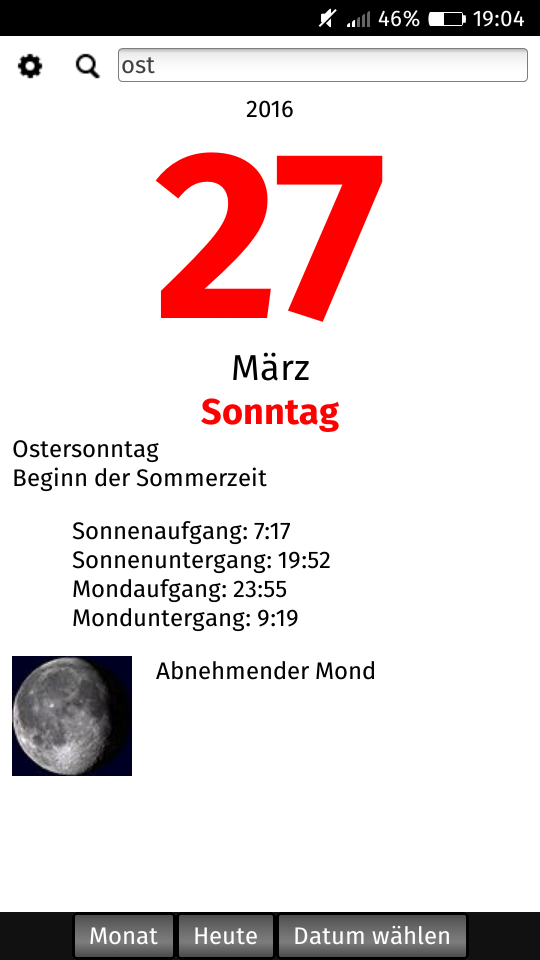 46% 19:04
ost
2016
27
März
Sonntag
Ostersonntag
Beginn der Sommerzeit
Sonnenaufgang: 7:17
Sonnenuntergang: 19:52
Mondaufgang: 23:55
Monduntergang: 9:19
Abnehmender Mond
Monat Heute Datum wählen